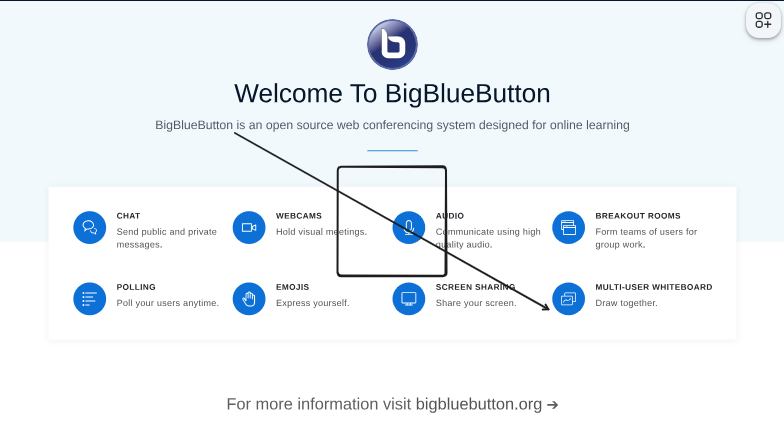 b
Welcome To BigBlueButton
BigBlueButton is an open source web conferencing system designed for online learning
CHAT
Send public and private
messages.
WEBCAMS
Hold visual meetings.
AUDIO
Communicate using high
quality audio.
BREAKOUT ROOMS
Form teams of users for
group work.
POLLING
Poll your users anytime.
EMOJIS
Express yourself.
SCREEN SHARING
Share your screen.
MULTI-USER WHITEBOARD
Draw together.
For more information visit bigbluebutton.org ➔